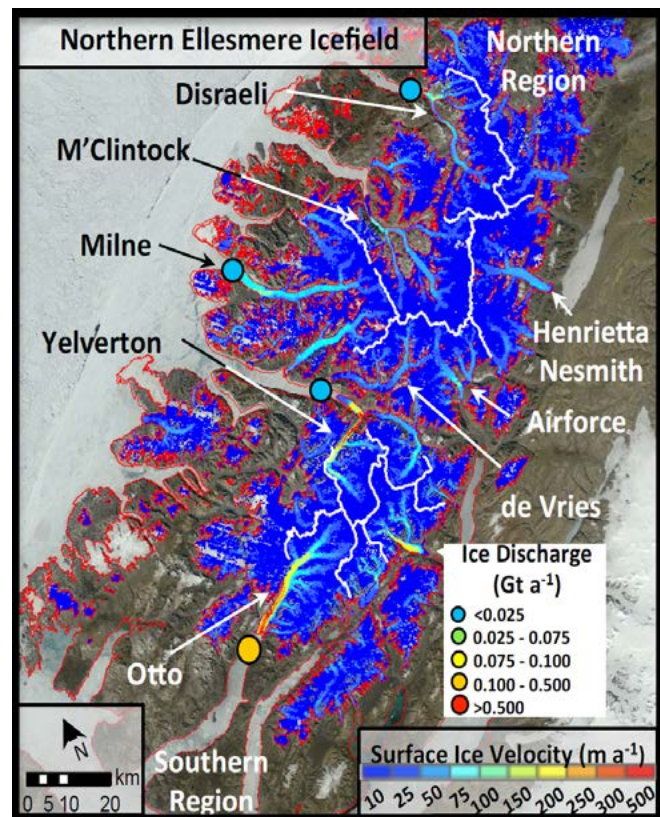 Northern Ellesmere Icefield
Northern
Region
Disraeli
M'Clintock
Milne
Yelverton
Henrietta
Nesmith
Airforce
de Vries
Ice Discharge
(Gt a⁻¹)
<0.025
0.025 - 0.075
0.075 - 0.100
0.100 - 0.500
>0.500
Otto
N
km
0 5 10 20
Southern
Region
Surface Ice Velocity (m a⁻¹)
10 25 50 75 100 150 200 250 300 500